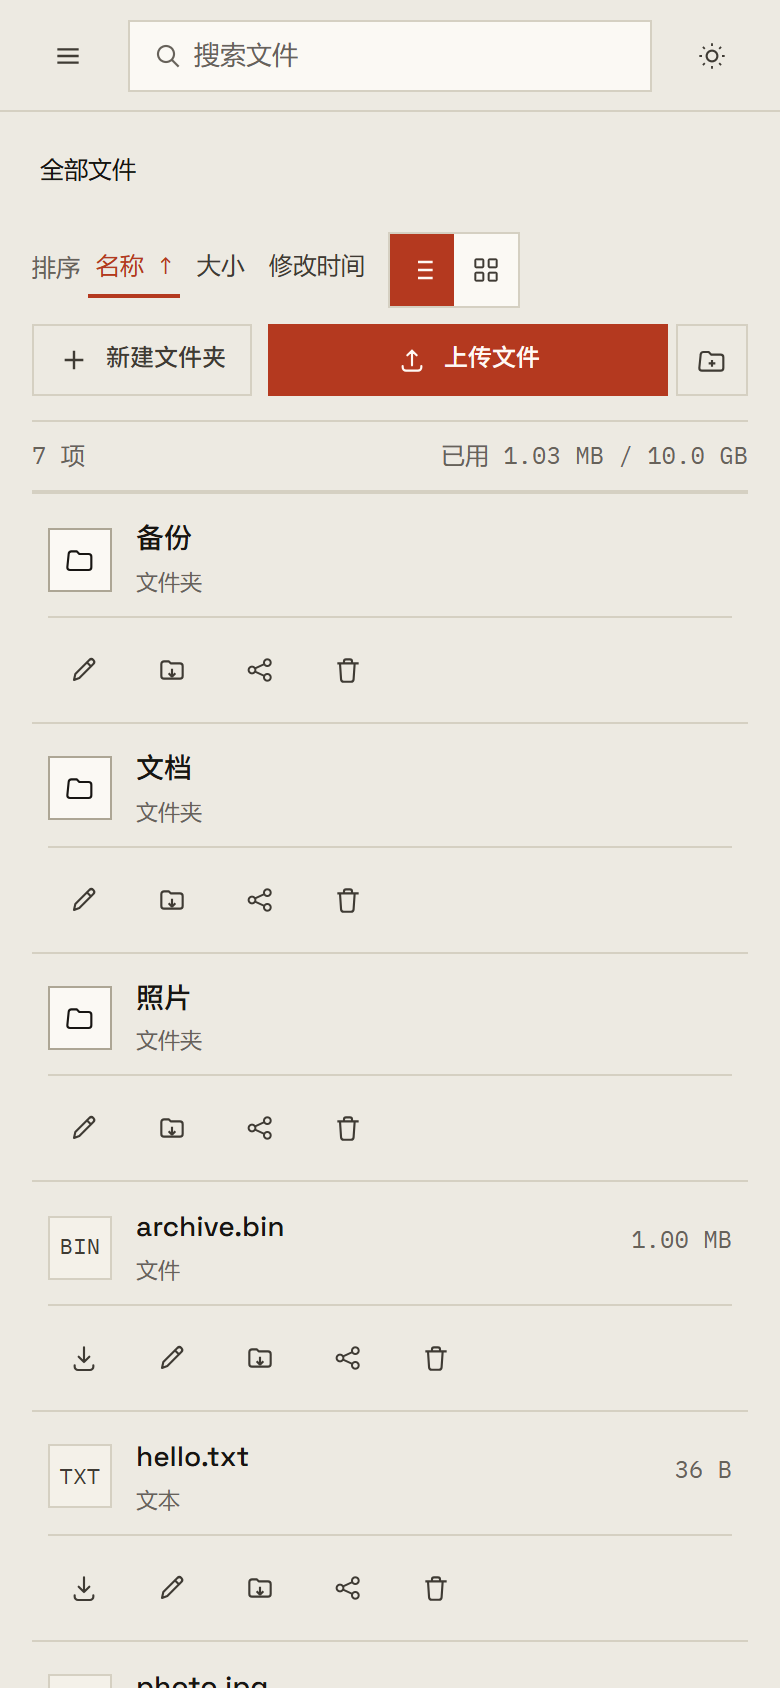 搜索文件
全部文件
排序 名称 ↑ 大小 修改时间
新建文件夹 上传文件
7 项 已用 1.03 MB / 10.0 GB
备份
文件夹
文档
文件夹
照片
文件夹
BIN archive.bin 1.00 MB
文件
TXT hello.txt 36 B
文本
photo.jpg